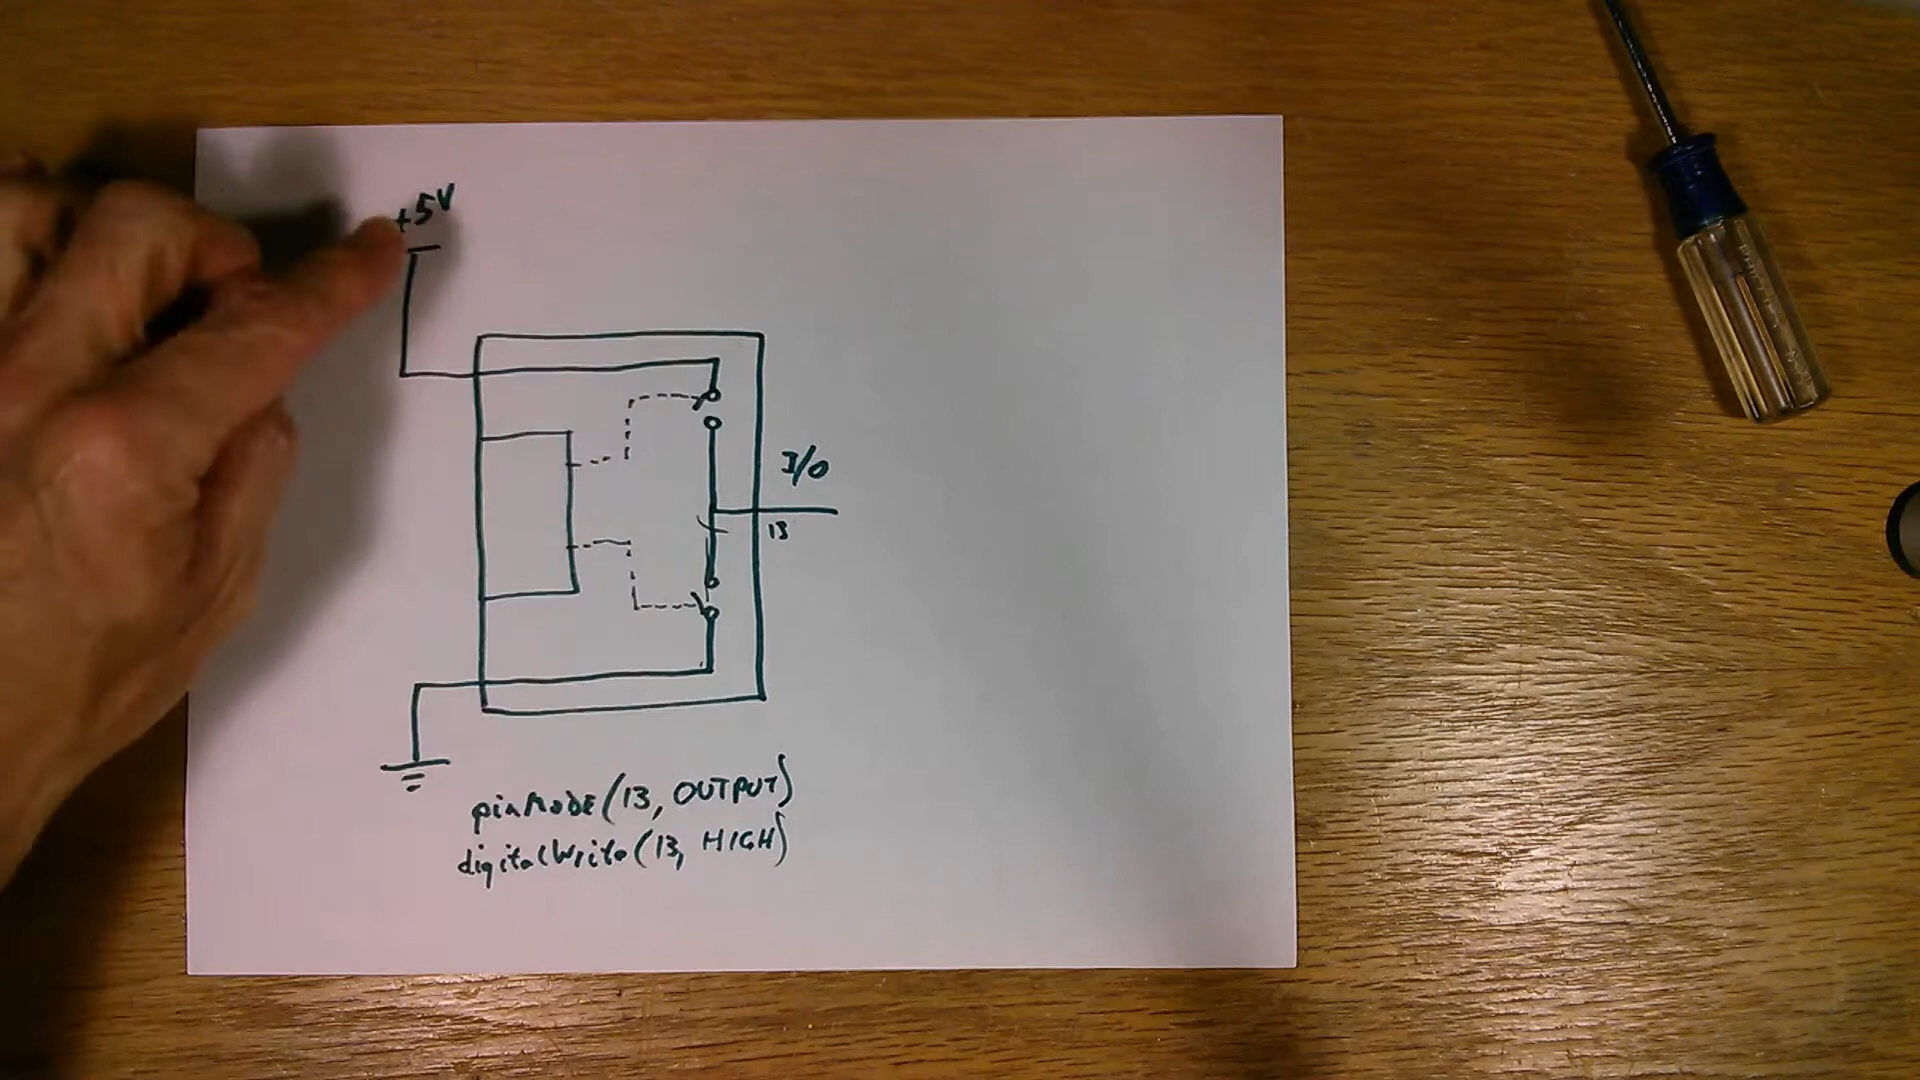 +5V
I/O
13
pinMODE(13, OUTPUT)
digitalWrite(13, HIGH)